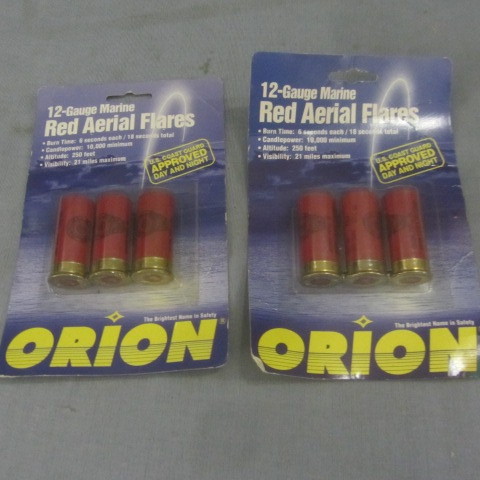 12-Gauge Marine
Red Aerial Flares
• Burn Time: 6 seconds each / 18 seconds total
• Candlepower: 10,000 minimum
• Altitude: 250 feet
• Visibility: 21 miles maximum
U.S. COAST GUARD
APPROVED
DAY AND NIGHT
The Brightest Name in Safety
ORION®
12-Gauge Marine
Red Aerial Flares
• Burn Time: 6 seconds each / 18 seconds total
• Candlepower: 10,000 minimum
• Altitude: 250 feet
• Visibility: 21 miles maximum
U.S. COAST GUARD
APPROVED
DAY AND NIGHT
The Brightest Name in Safety
ORION